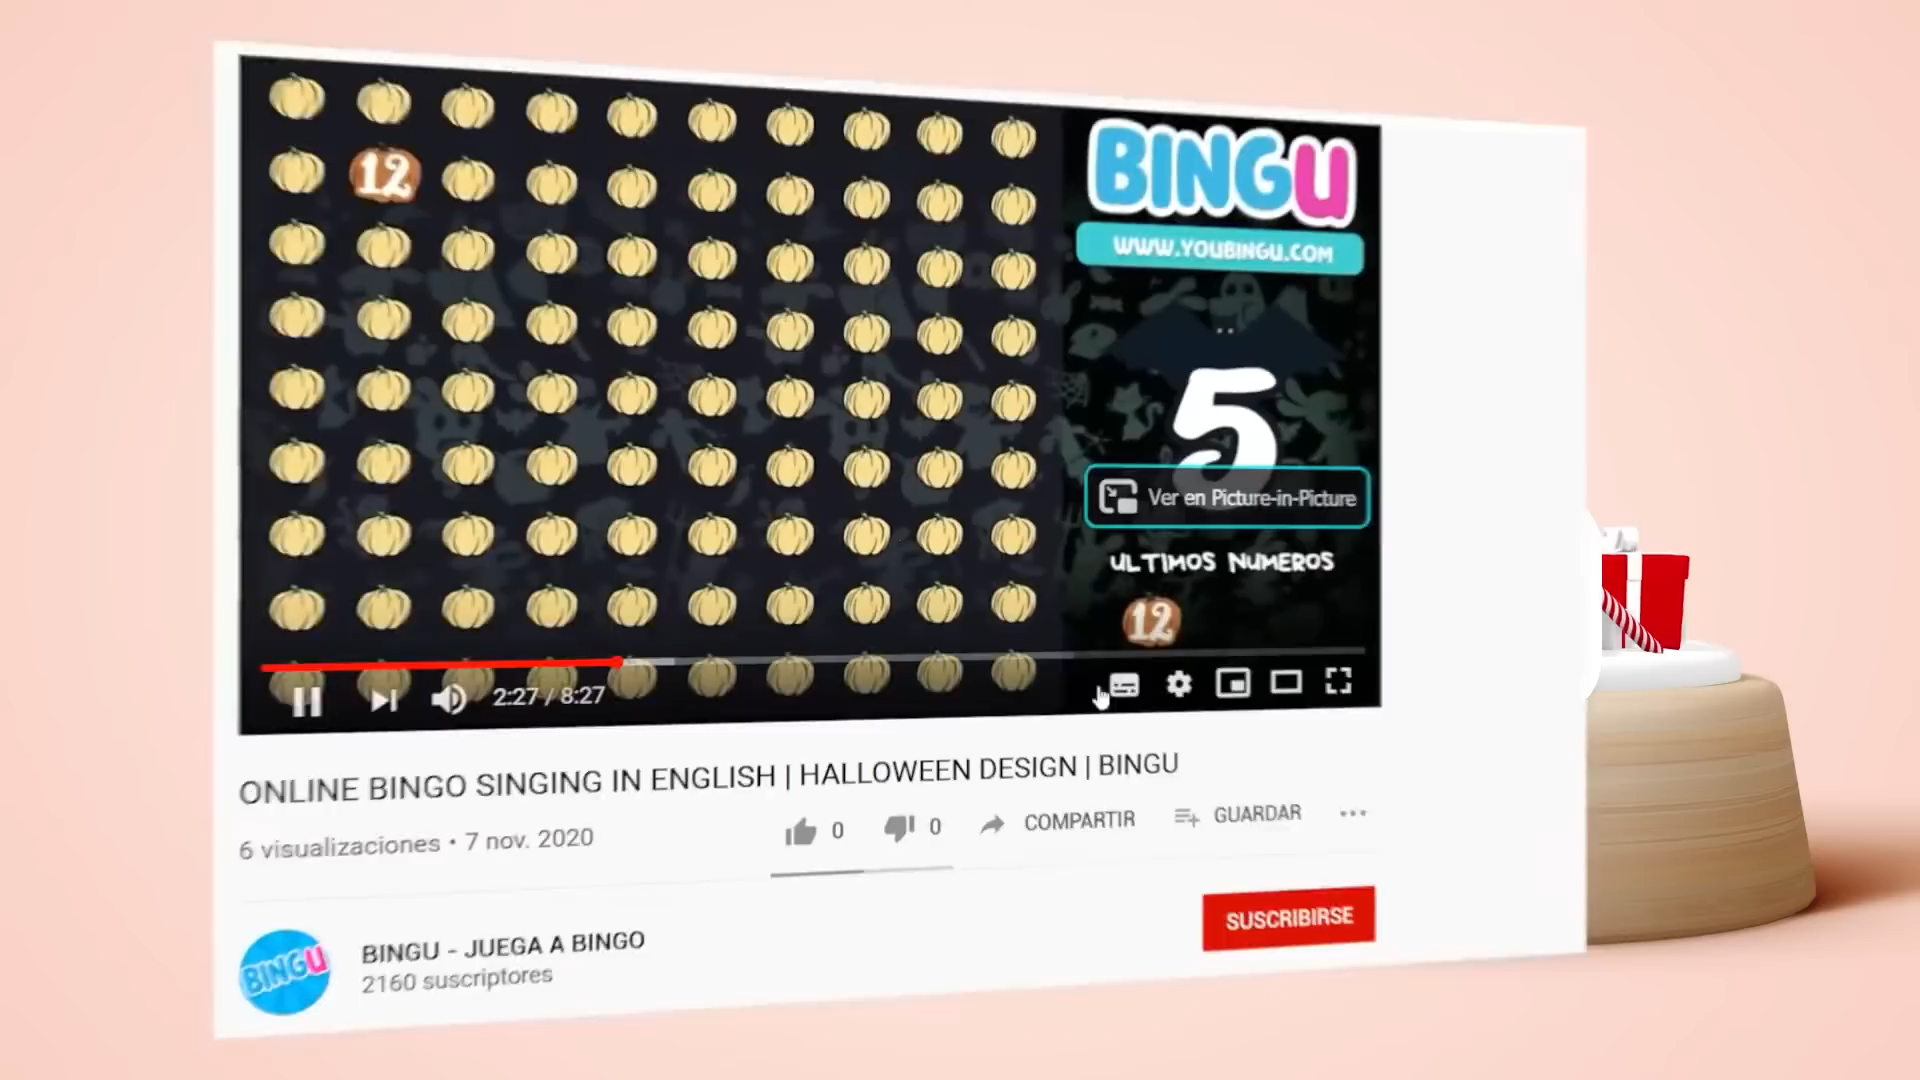 BINGU
WWW.YOUBINGU.COM
12
5
Ver en Picture-in-Picture
ULTIMOS NUMEROS
12
2:27 / 8:27
ONLINE BINGO SINGING IN ENGLISH | HALLOWEEN DESIGN | BINGU
6 visualizaciones • 7 nov. 2020
0
0
COMPARTIR
GUARDAR
BINGU
BINGU - JUEGA A BINGO
2160 suscriptores
SUSCRIBIRSE